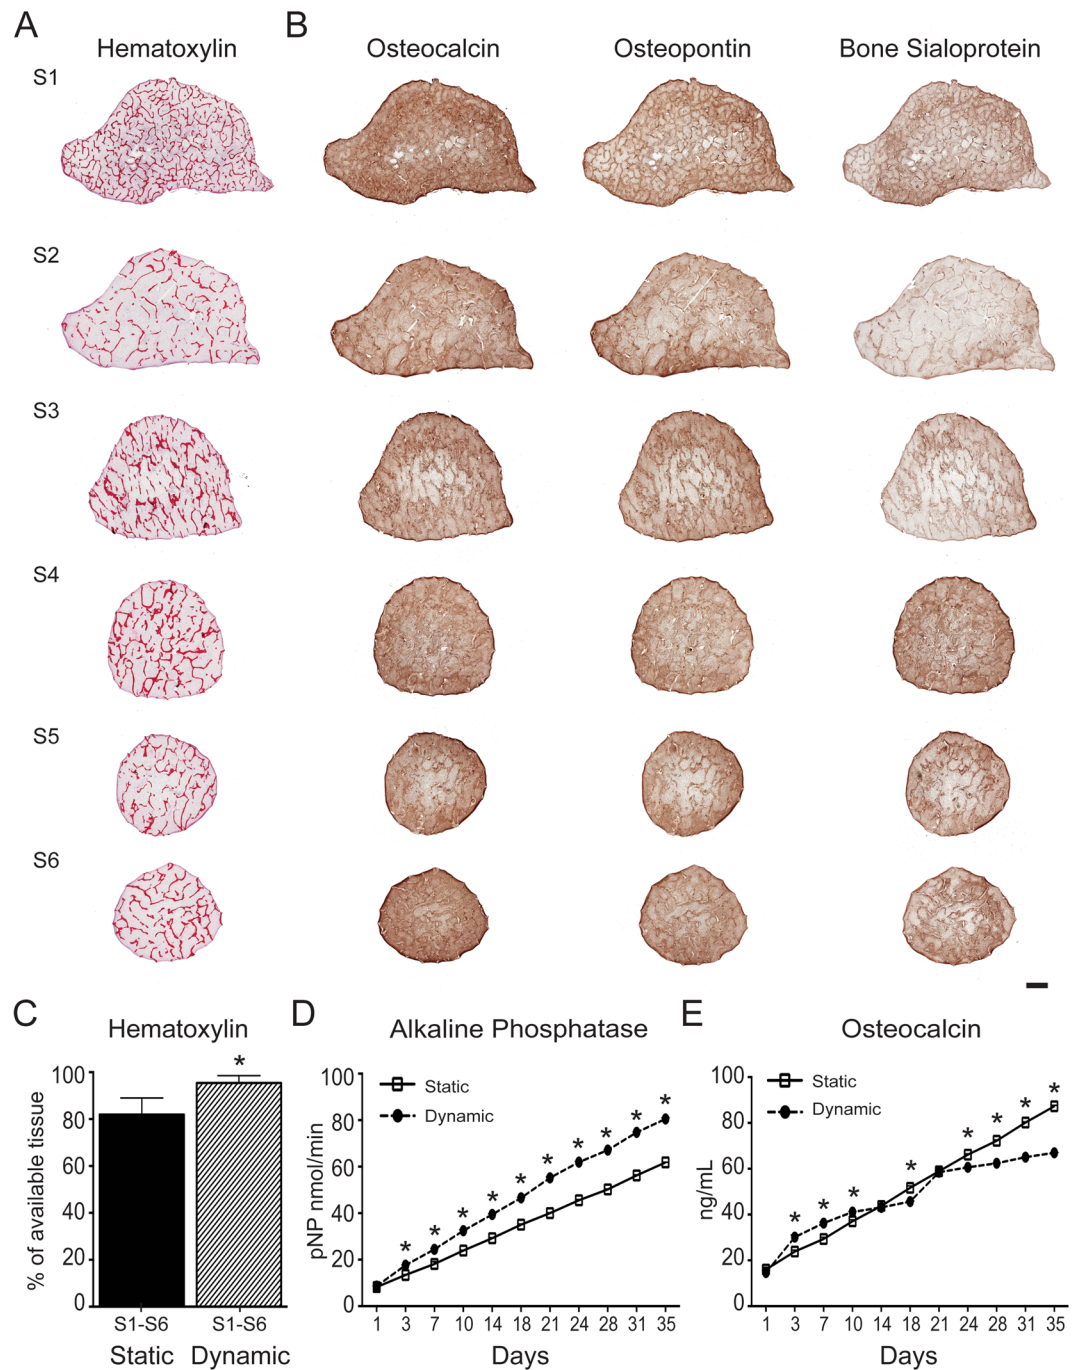 A
Hematoxylin
B
Osteocalcin
Osteopontin
Bone Sialoprotein
S1
S2
S3
S4
S5
S6
C
Hematoxylin
% of available tissue
100
80
60
40
20
0
*
S1-S6
S1-S6
Static
Dynamic
D
Alkaline Phosphatase
pNP nmol/min
100
80
60
40
20
0
Static
Dynamic
* * * * * * * * * *
1 3 7 10 14 18 21 24 28 31 35
Days
E
Osteocalcin
ng/mL
100
80
60
40
20
0
Static
Dynamic
* * * * * * * *
1 3 7 10 14 18 21 24 28 31 35
Days